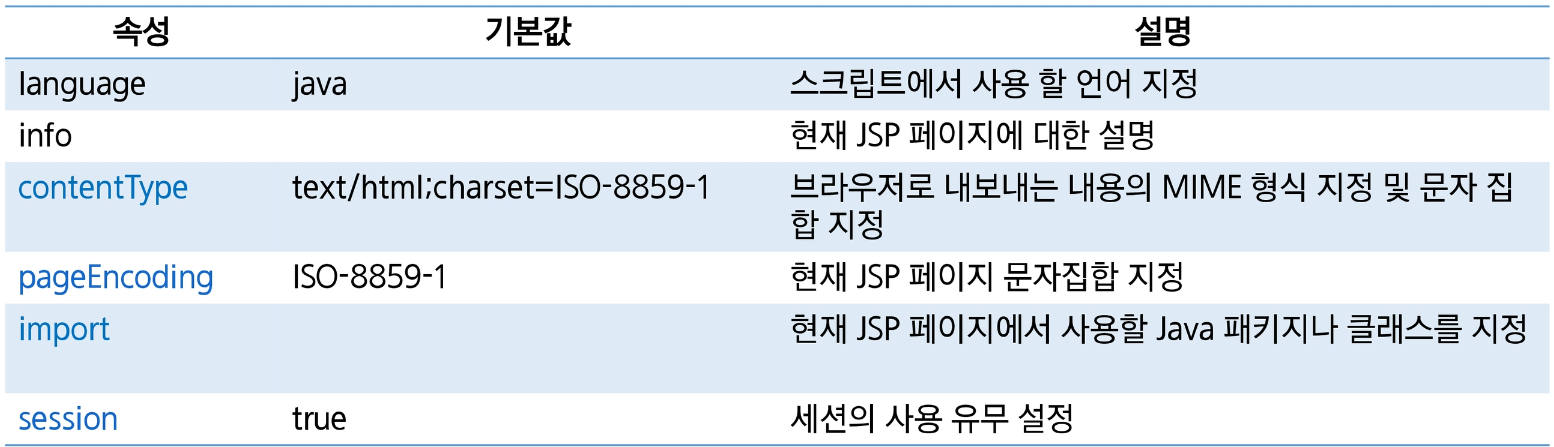 속성 기본값 설명
language java 스크립트에서 사용 할 언어 지정
info 현재 JSP 페이지에 대한 설명
contentType text/html;charset=ISO-8859-1 브라우저로 내보내는 내용의 MIME 형식 지정 및 문자 집
합 지정
pageEncoding ISO-8859-1 현재 JSP 페이지 문자집합 지정
import 현재 JSP 페이지에서 사용할 Java 패키지나 클래스를 지정
session true 세션의 사용 유무 설정